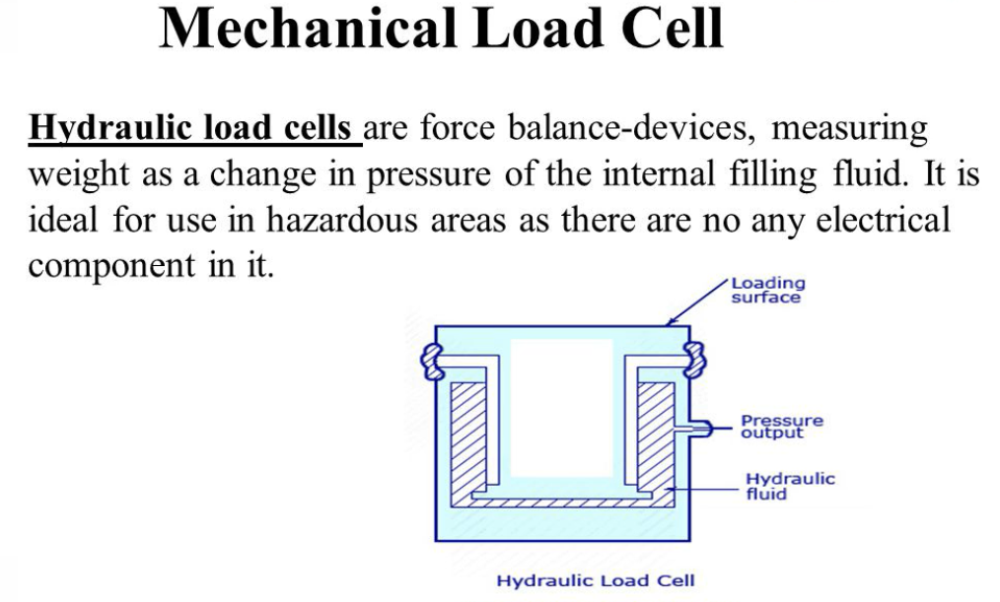 Mechanical Load Cell
Hydraulic load cells are force balance-devices, measuring
weight as a change in pressure of the internal filling fluid. It is
ideal for use in hazardous areas as there are no any electrical
component in it.
Loading
surface
Pressure
output
Hydraulic
fluid
Hydraulic Load Cell